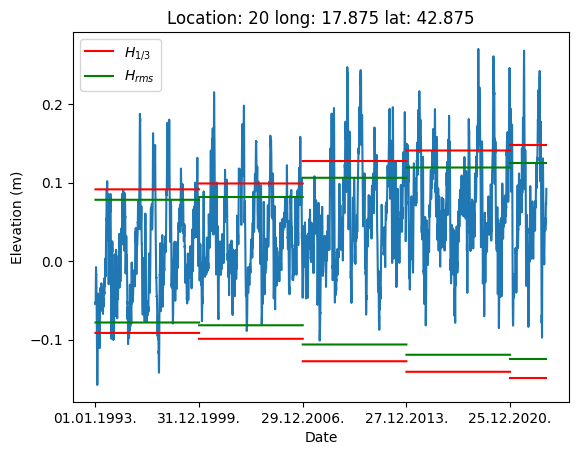 Location: 20 long: 17.875 lat: 42.875
H1/3
Hrms
Elevation (m)
0.2
0.1
0.0
−0.1
01.01.1993. 31.12.1999. 29.12.2006. 27.12.2013. 25.12.2020.
Date